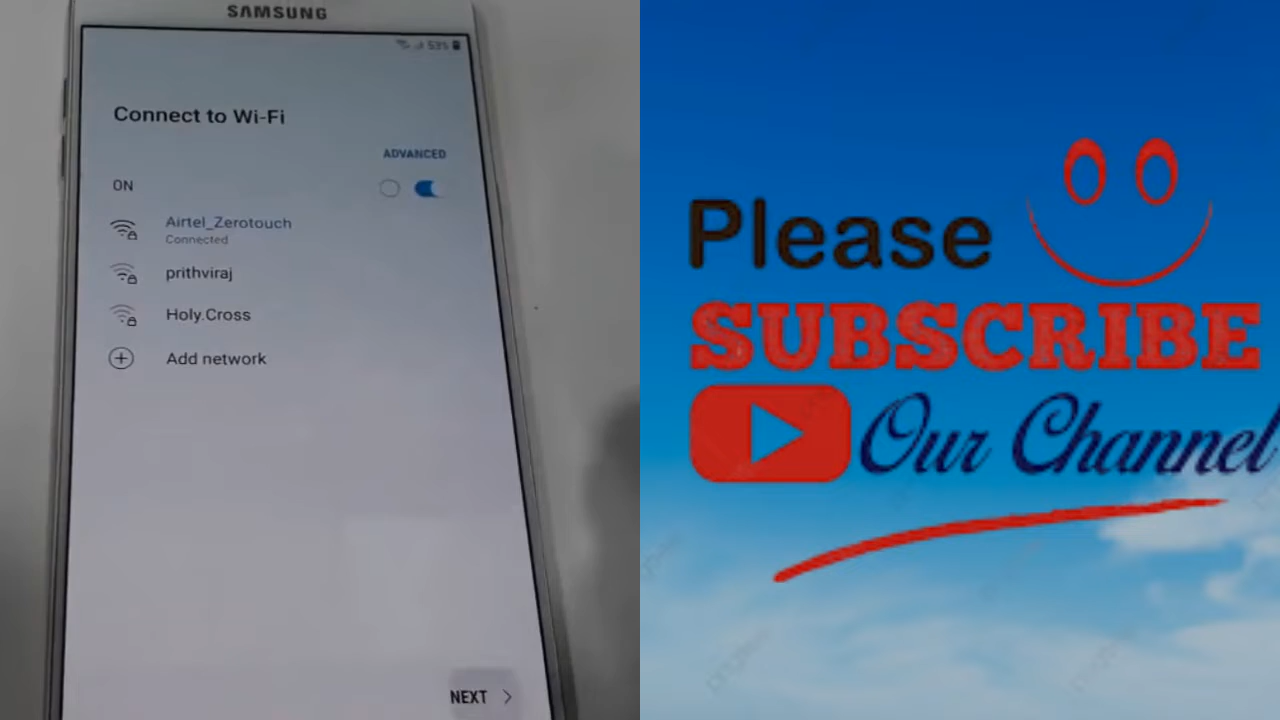 SAMSUNG
53%
Connect to Wi-Fi
ADVANCED
ON
Airtel_Zerotouch
Connected
prithviraj
Holy.Cross
Add network
NEXT
Please
SUBSCRIBE
Our Channel